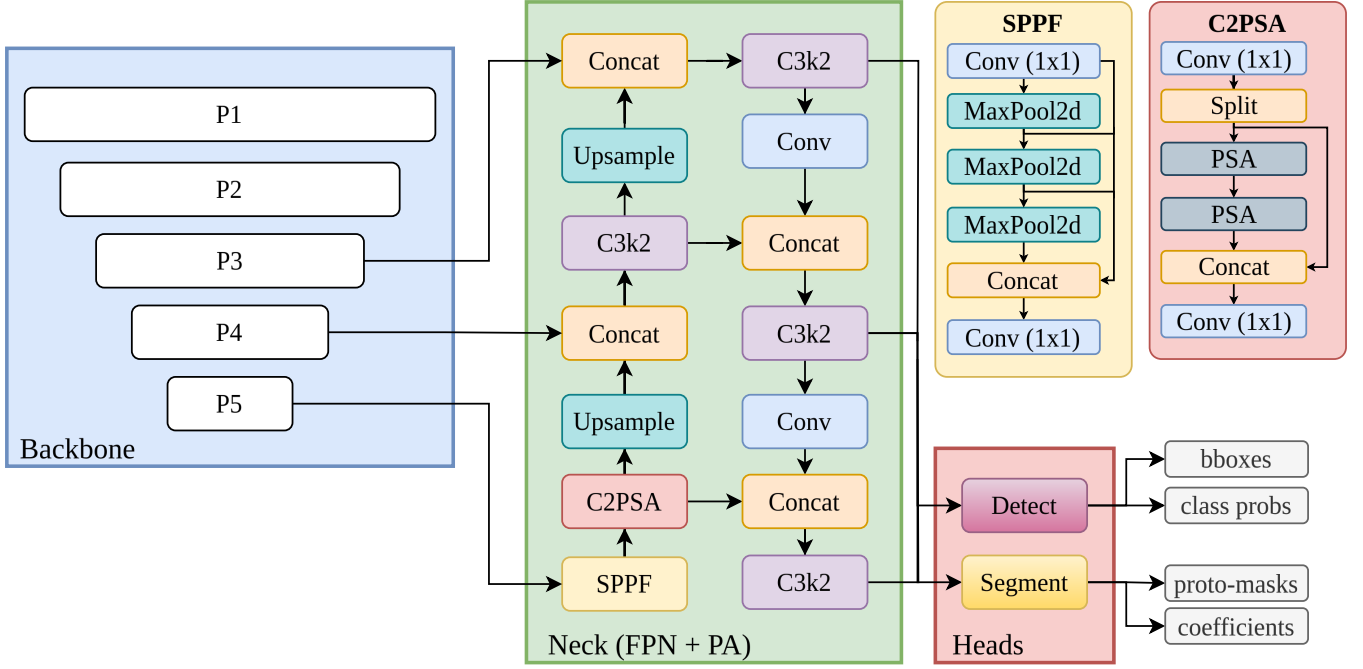 P1
P2
P3
P4
P5
Backbone
Concat
Upsample
C3k2
Concat
Upsample
C2PSA
SPPF
C3k2
Conv
Concat
C3k2
Conv
Concat
C3k2
Neck (FPN + PA)
SPPF
Conv (1x1)
MaxPool2d
MaxPool2d
MaxPool2d
Concat
Conv (1x1)
C2PSA
Conv (1x1)
Split
PSA
PSA
Concat
Conv (1x1)
Detect
Segment
Heads
bboxes
class probs
proto-masks
coefficients